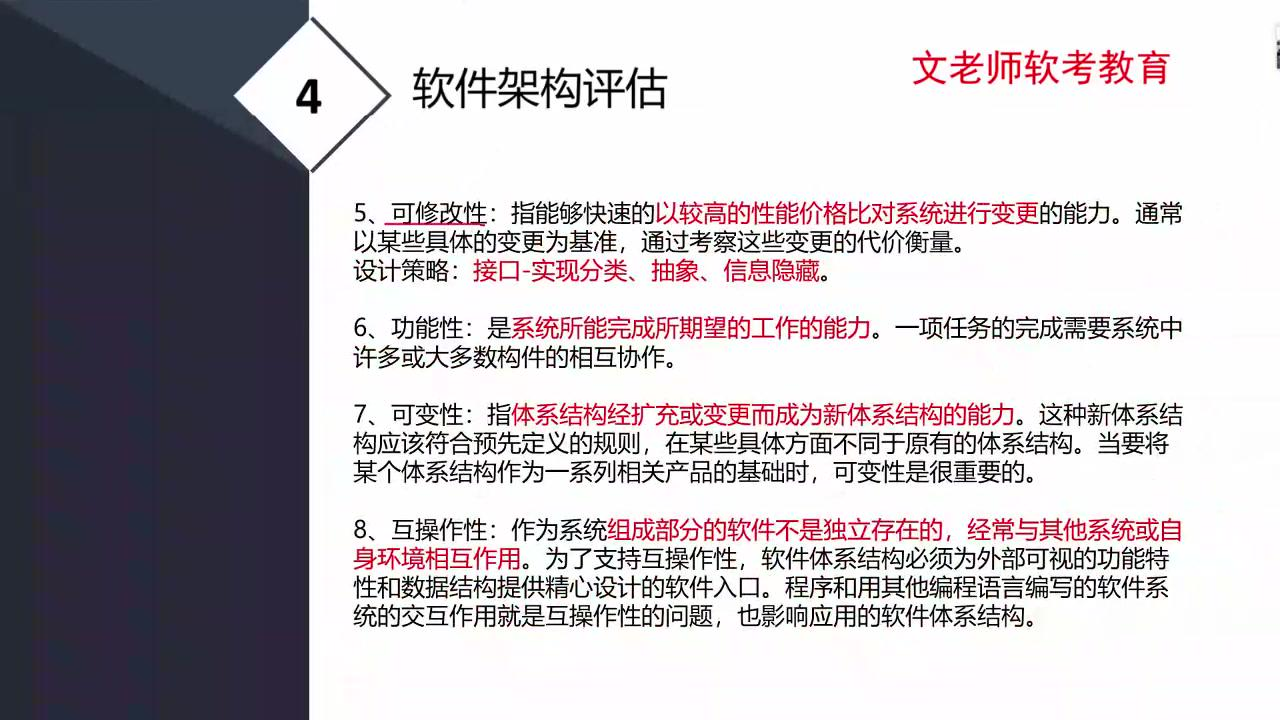 4
软件架构评估
文老师软考教育
5、可修改性：指能够快速的以较高的性能价格比对系统进行变更的能力。通常
以某些具体的变更为基准，通过考察这些变更的代价衡量。
设计策略：接口-实现分类、抽象、信息隐藏。
6、功能性：是系统所能完成所期望的工作的能力。一项任务的完成需要系统中
许多或大多数构件的相互协作。
7、可变性：指体系结构经扩充或变更而成为新体系结构的能力。这种新体系结
构应该符合预先定义的规则，在某些具体方面不同于原有的体系结构。当要将
某个体系结构作为一系列相关产品的基础时，可变性是很重要的。
8、互操作性：作为系统组成部分的软件不是独立存在的，经常与其他系统或自
身环境相互作用。为了支持互操作性，软件体系结构必须为外部可视的功能特
性和数据结构提供精心设计的软件入口。程序和用其他编程语言编写的软件系
统的交互作用就是互操作性的问题，也影响应用的软件体系结构。